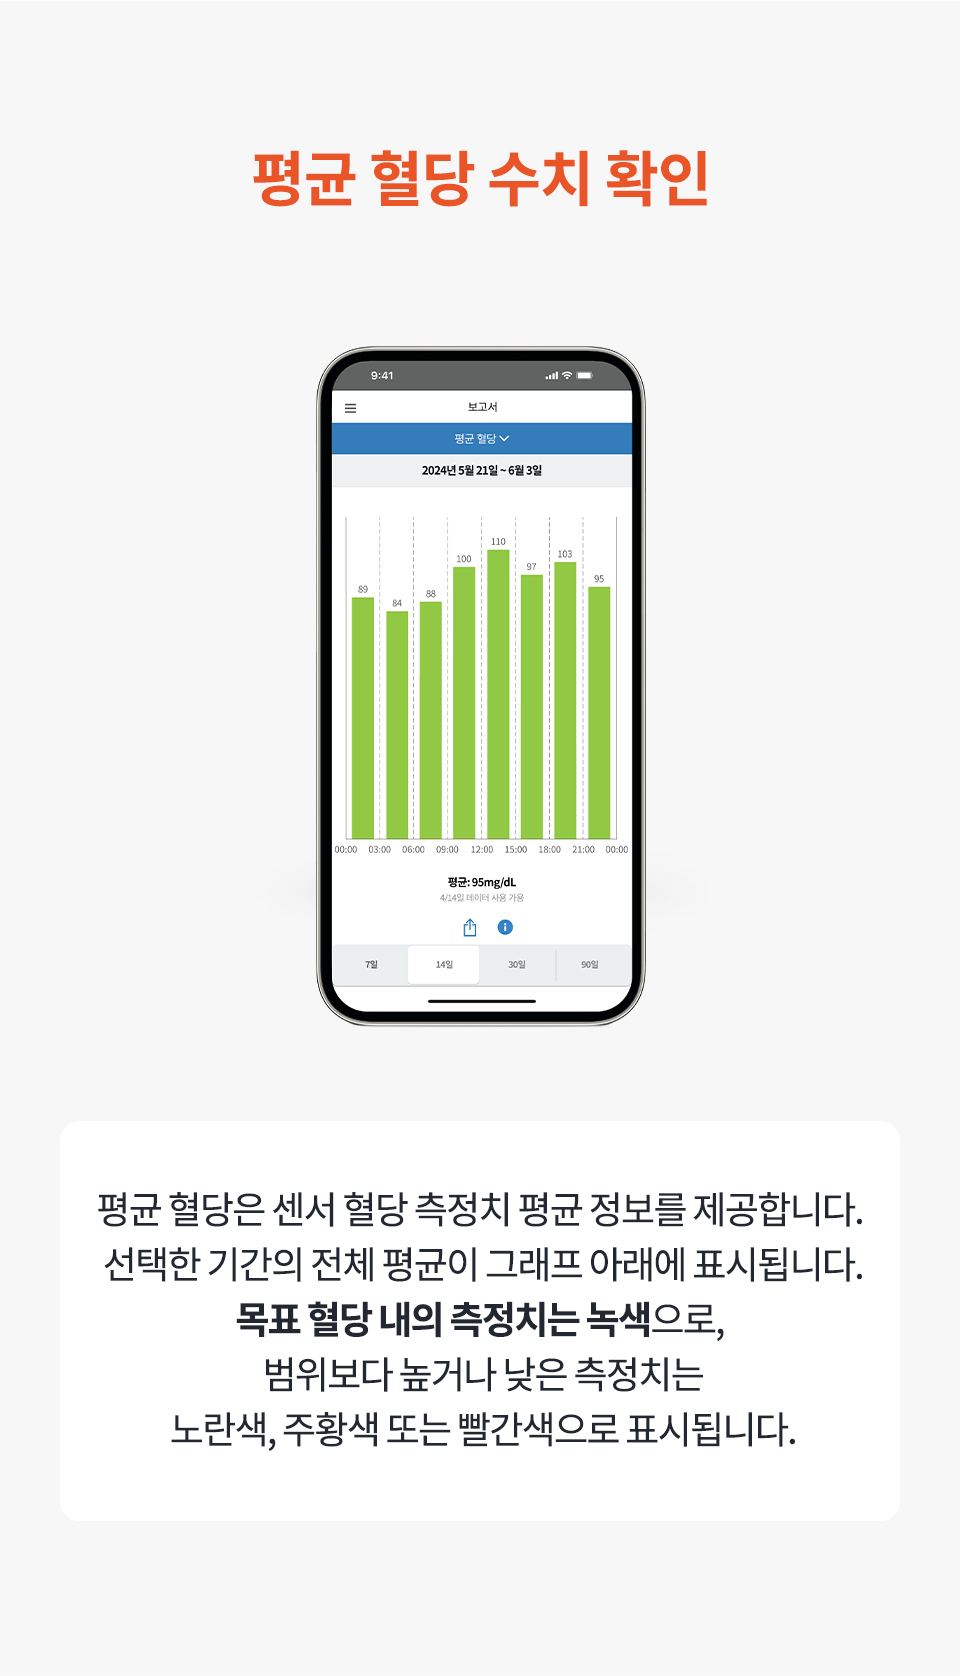 평균 혈당 수치 확인
9:41
보고서
평균 혈당
2024년 5월 21일 ~ 6월 3일
89 84 88 100 110 97 103 95
00:00 03:00 06:00 09:00 12:00 15:00 18:00 21:00 00:00
평균: 95mg/dL
4/14일 데이터 사용 가용
7일 14일 30일 90일
평균 혈당은 센서 혈당 측정치 평균 정보를 제공합니다.
선택한 기간의 전체 평균이 그래프 아래에 표시됩니다.
목표 혈당 내의 측정치는 녹색으로,
범위보다 높거나 낮은 측정치는
노란색, 주황색 또는 빨간색으로 표시됩니다.